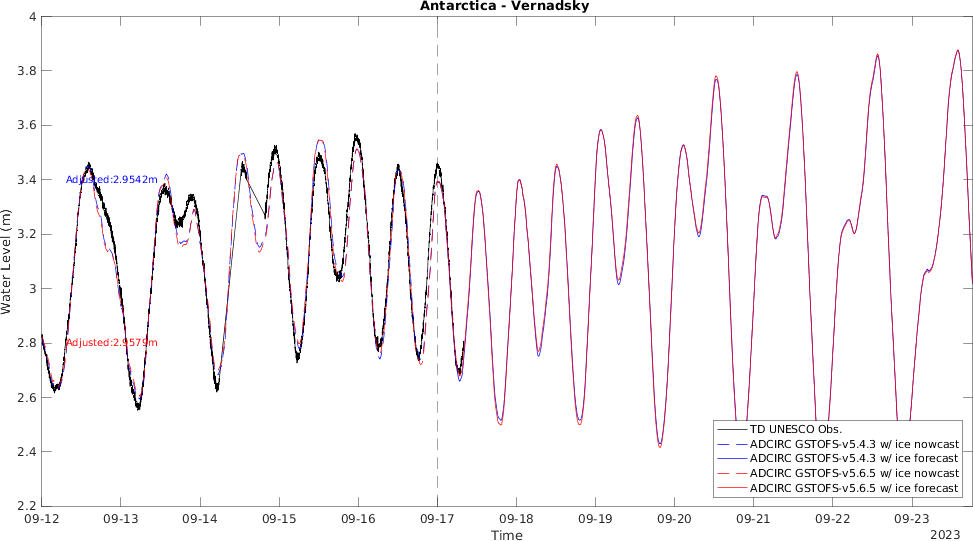 Antarctica - Vernadsky
4
3.8
3.6
3.4
3.2
3
2.8
2.6
2.4
2.2
Water Level (m)
Adjusted:2.9542m
Adjusted:2.9579m
TD UNESCO Obs.
ADCIRC GSTOFS-v5.4.3 w/ ice nowcast
ADCIRC GSTOFS-v5.4.3 w/ ice forecast
ADCIRC GSTOFS-v5.6.5 w/ ice nowcast
ADCIRC GSTOFS-v5.6.5 w/ ice forecast
09-12 09-13 09-14 09-15 09-16 09-17 09-18 09-19 09-20 09-21 09-22 09-23
Time
2023